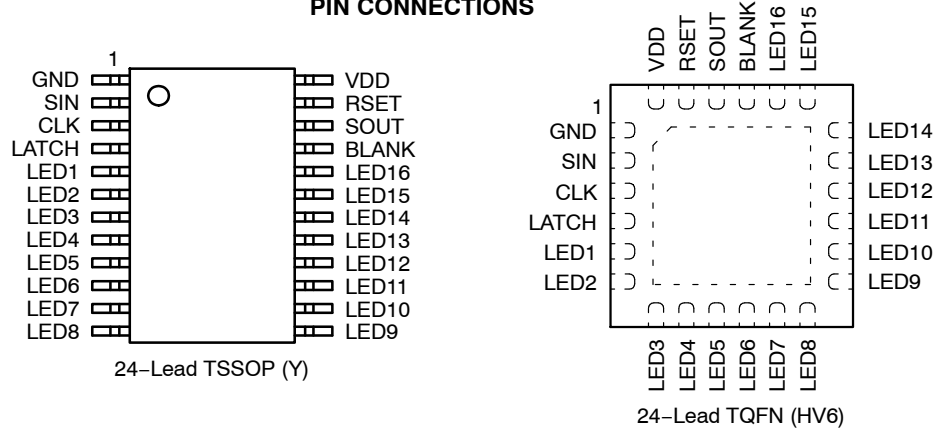 PIN CONNECTIONS
1
GND
SIN
CLK
LATCH
LED1
LED2
LED3
LED4
LED5
LED6
LED7
LED8
VDD
RSET
SOUT
BLANK
LED16
LED15
LED14
LED13
LED12
LED11
LED10
LED9
24–Lead TSSOP (Y)
VDD
RSET
SOUT
BLANK
LED16
LED15
1
GND
SIN
CLK
LATCH
LED1
LED2
LED14
LED13
LED12
LED11
LED10
LED9
LED3
LED4
LED5
LED6
LED7
LED8
24–Lead TQFN (HV6)